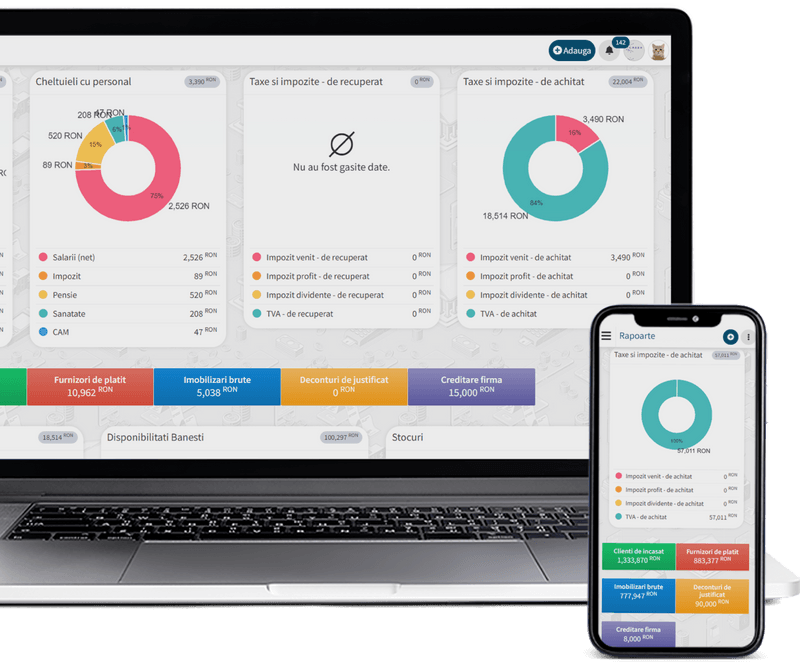 Adauga
142
Cheltuieli cu personal
3,390 RON
47 RON
208 RON
520 RON
89 RON
2,526 RON
6%
1%
15%
3%
75%
Salarii (net) 2,526 RON
Impozit 89 RON
Pensie 520 RON
Sanatate 208 RON
CAM 47 RON
Taxe si impozite - de recuperat
0 RON
Nu au fost gasite date.
Impozit venit - de recuperat 0 RON
Impozit profit - de recuperat 0 RON
Impozit dividente - de recuperat 0 RON
TVA - de recuperat 0 RON
Taxe si impozite - de achitat
22,004 RON
3,490 RON
16%
84%
18,514 RON
Impozit venit - de achitat 3,490 RON
Impozit profit - de achitat 0 RON
Impozit dividente - de achitat 0 RON
TVA - de achitat
Furnizori de platit
10,962 RON
Imobilizari brute
5,038 RON
Deconturi de justificat
0 RON
Creditare firma
15,000 RON
18,514 RON
Disponibilitati Banesti
100,297 RON
Stocuri
Rapoarte
Taxe si impozite - de achitat
57,011 RON
100%
57,011 RON
Impozit venit - de achitat 0 RON
Impozit profit - de achitat 0 RON
Impozit dividente - de achitat 0 RON
TVA - de achitat 57,011 RON
Clienti de incasat
1,333,870 RON
Furnizori de platit
883,377 RON
Imobilizari brute
777,947 RON
Deconturi de
justificat
90,000 RON
Creditare firma
8,000 RON